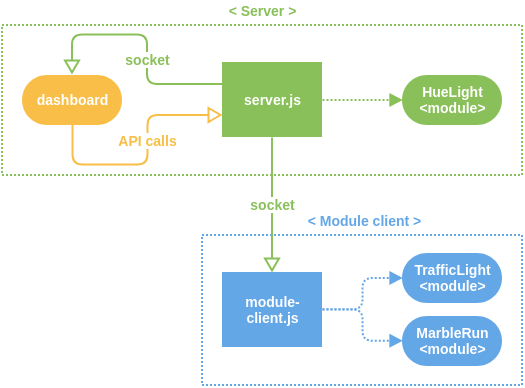 < Server >
socket
dashboard
server.js
HueLight
<module>
API calls
socket
< Module client >
module-
client.js
TrafficLight
<module>
MarbleRun
<module>